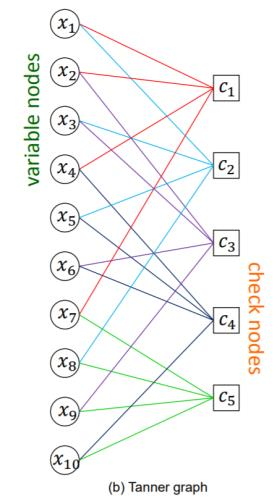 variable nodes
x1
x2
x3
x4
x5
x6
x7
x8
x9
x10
c1
c2
c3
c4
c5
check nodes
(b) Tanner graph